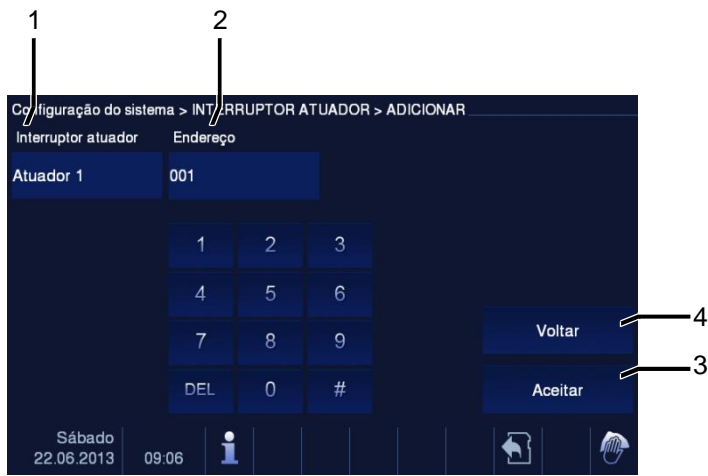 1 2
Configuração do sistema > INTERRUPTOR ATUADOR > ADICIONAR
Interruptor atuador Endereço
Atuador 1 001
1 2 3
4 5 6
7 8 9
DEL 0 #
Voltar 4
Aceitar 3
Sábado
22.06.2013 09:06